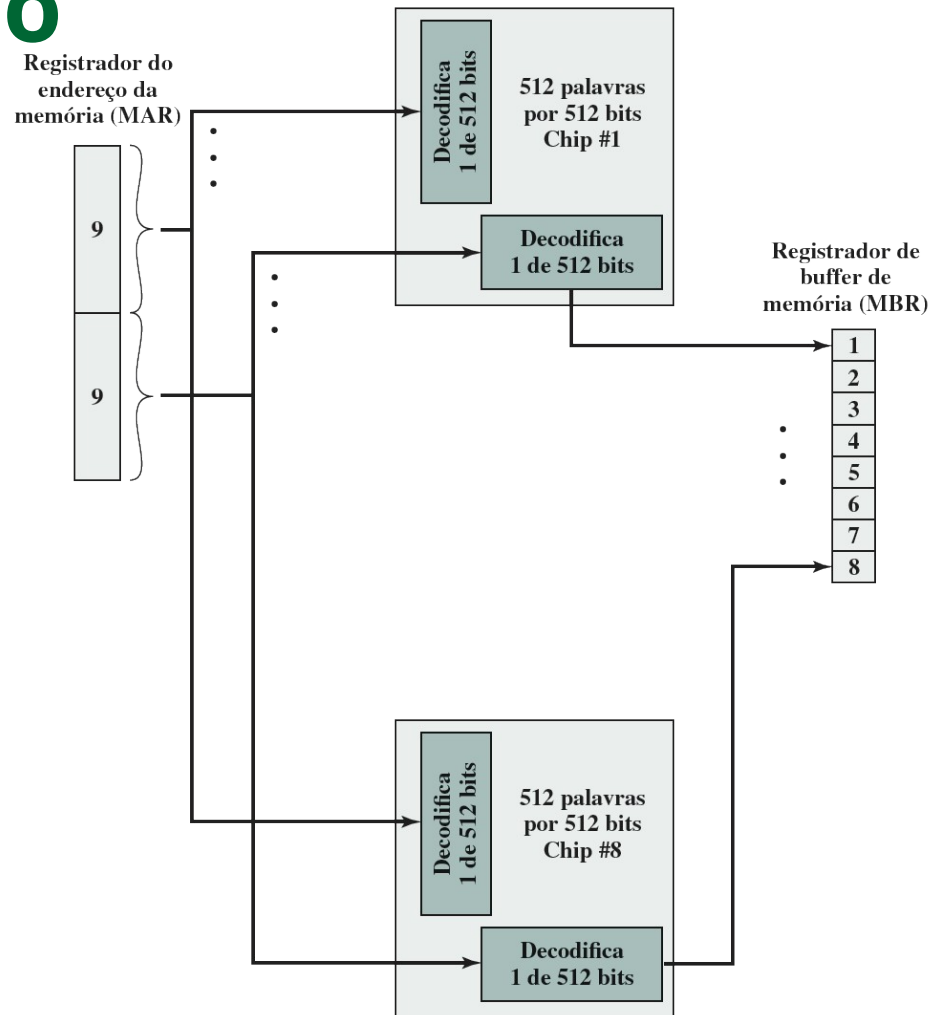 o
Registrador do
endereço da
memória (MAR)
9
9
Decodifica
1 de 512 bits
512 palavras
por 512 bits
Chip #1
Decodifica
1 de 512 bits
Registrador de
buffer de
memória (MBR)
1
2
3
4
5
6
7
8
Decodifica
1 de 512 bits
512 palavras
por 512 bits
Chip #8
Decodifica
1 de 512 bits